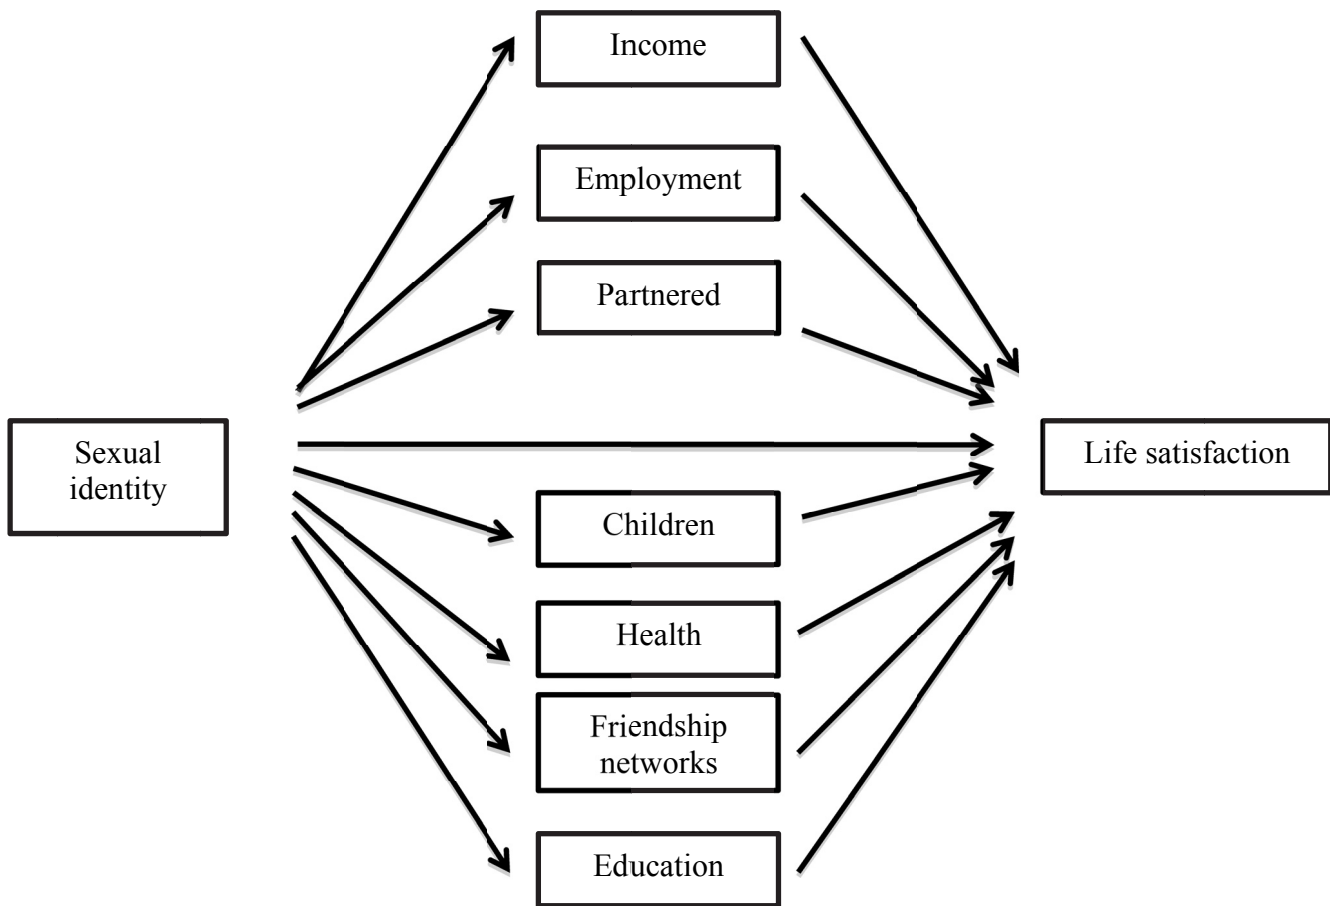 Income
Employment
Partnered
Sexual
identity
Life satisfaction
Children
Health
Friendship
networks
Education